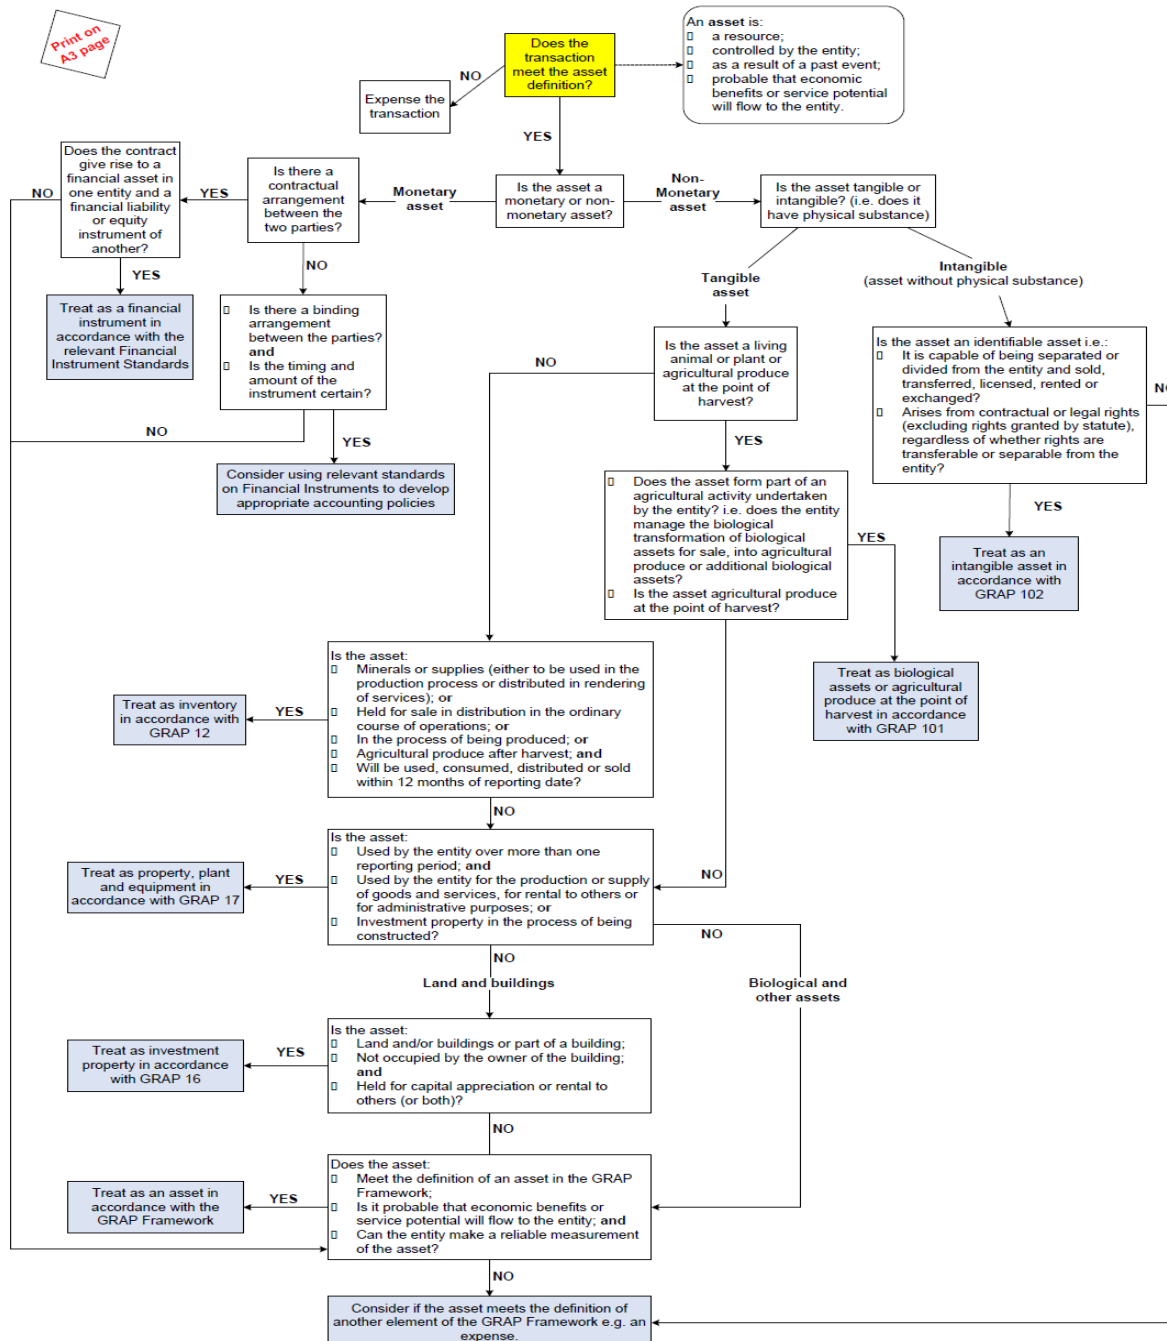 Print on
A3 page
Does the
transaction
meet the asset
definition?
An asset is:
a resource;
controlled by the entity;
as a result of a past event;
probable that economic
benefits or service potential
will flow to the entity.
NO
Expense the
transaction
YES
Does the contract
give rise to a
financial asset in
one entity and a
financial liability
or equity
instrument of
another?
NO
YES
Is there a
contractual
arrangement
between the
two parties?
Monetary
asset
Is the asset a
monetary or non-
monetary asset?
Non-
Monetary
asset
Is the asset tangible or
intangible? (i.e. does it
have physical substance)
YES
NO
Tangible
asset
Intangible
(asset without physical substance)
Treat as a financial
instrument in
accordance with the
relevant Financial
Instrument Standards
Is there a binding
arrangement
between the parties?
and
Is the timing and
amount of the
instrument certain?
NO
YES
Consider using relevant standards
on Financial Instruments to develop
appropriate accounting policies
NO
Is the asset a living
animal or plant or
agricultural produce
at the point of
harvest?
YES
Is the asset an identifiable asset i.e.:
It is capable of being separated or
divided from the entity and sold,
transferred, licensed, rented or
exchanged?
Arises from contractual or legal rights
(excluding rights granted by statute),
regardless of whether rights are
transferable or separable from the
entity?
NO
YES
Treat as an
intangible asset in
accordance with
GRAP 102
Does the asset form part of an
agricultural activity undertaken
by the entity? i.e. does the entity
manage the biological
transformation of biological
assets for sale, into agricultural
produce or additional biological
assets?
Is the asset agricultural produce
at the point of harvest?
YES
Treat as biological
assets or agricultural
produce at the point of
harvest in accordance
with GRAP 101
Is the asset:
Minerals or supplies (either to be used in the
production process or distributed in rendering
of services); or
Held for sale in distribution in the ordinary
course of operations; or
In the process of being produced; or
Agricultural produce after harvest; and
Will be used, consumed, distributed or sold
within 12 months of reporting date?
YES
Treat as inventory
in accordance with
GRAP 12
NO
Is the asset:
Used by the entity over more than one
reporting period; and
Used by the entity for the production or supply
of goods and services, for rental to others or
for administrative purposes; or
Investment property in the process of being
constructed?
YES
Treat as property, plant
and equipment in
accordance with GRAP 17
NO
NO
NO
Land and buildings
Biological and
other assets
Is the asset:
Land and/or buildings or part of a building;
Not occupied by the owner of the building;
and
Held for capital appreciation or rental to
others (or both)?
YES
Treat as investment
property in accordance
with GRAP 16
NO
Does the asset:
Meet the definition of an asset in the GRAP
Framework;
Is it probable that economic benefits or
service potential will flow to the entity; and
Can the entity make a reliable measurement
of the asset?
YES
Treat as an asset in
accordance with the
GRAP Framework
NO
Consider if the asset meets the definition of
another element of the GRAP Framework e.g. an
expense.